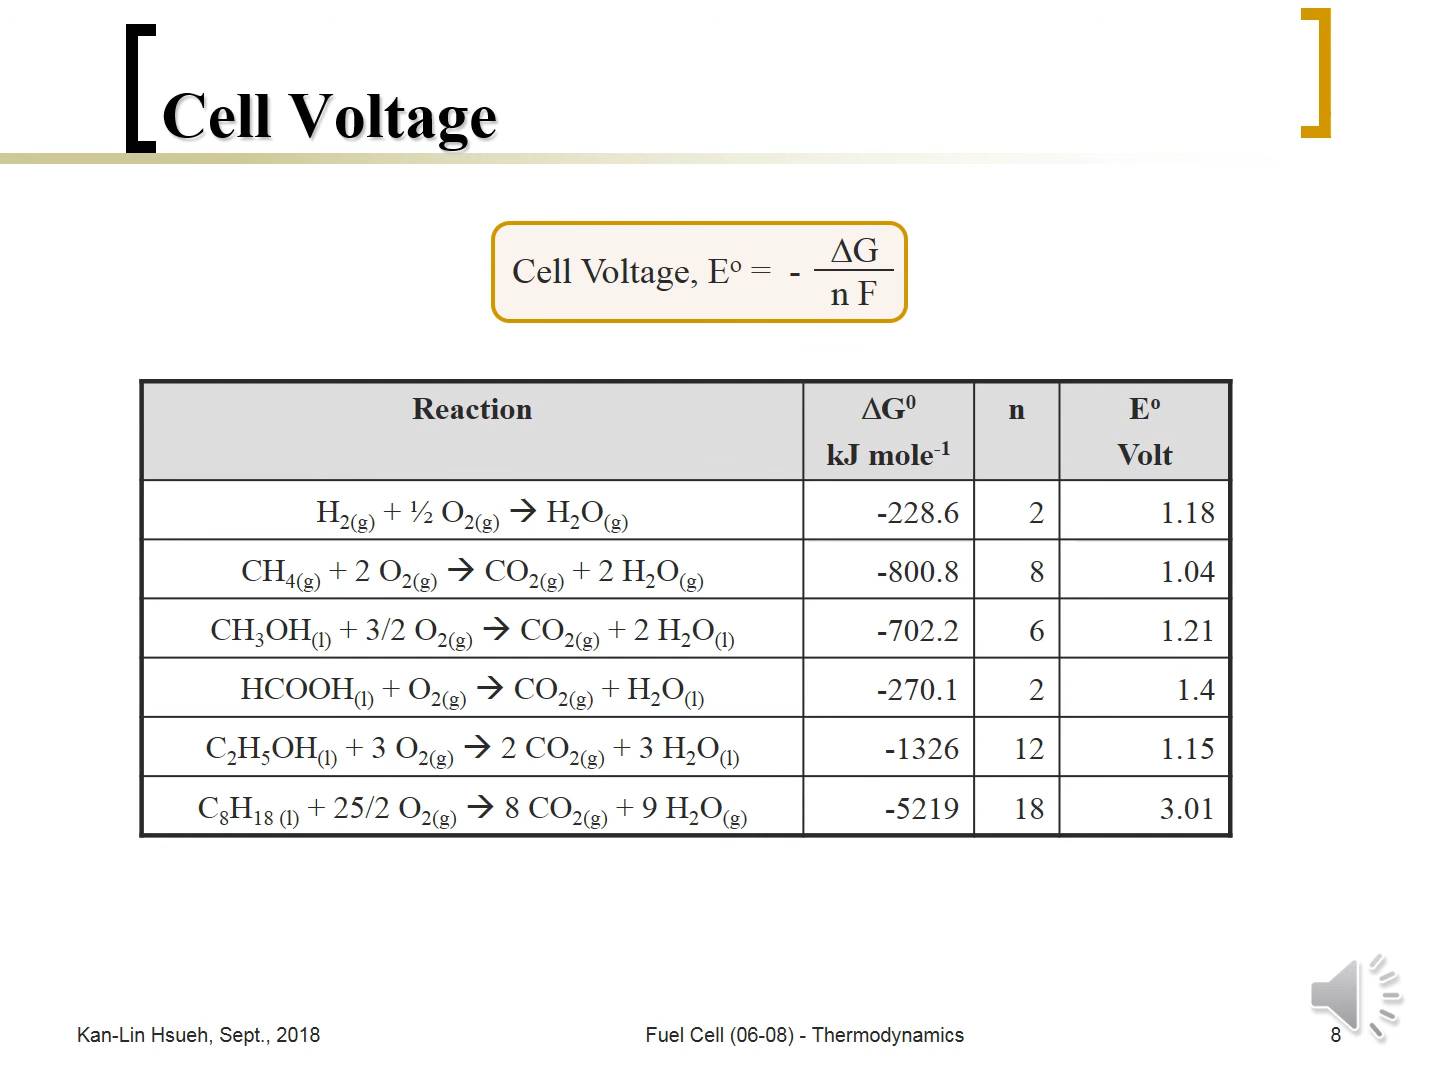 Cell Voltage
Cell Voltage, Eº = - ΔG
n F
Reaction ΔG⁰ n Eº
kJ mole⁻¹ Volt
H₂₍g₎ + ½ O₂₍g₎ → H₂O₍g₎ -228.6 2 1.18
CH₄₍g₎ + 2 O₂₍g₎ → CO₂₍g₎ + 2 H₂O₍g₎ -800.8 8 1.04
CH₃OH₍l₎ + 3/2 O₂₍g₎ → CO₂₍g₎ + 2 H₂O₍l₎ -702.2 6 1.21
HCOOH₍l₎ + O₂₍g₎ → CO₂₍g₎ + H₂O₍l₎ -270.1 2 1.4
C₂H₅OH₍l₎ + 3 O₂₍g₎ → 2 CO₂₍g₎ + 3 H₂O₍l₎ -1326 12 1.15
C₈H₁₈ ₍l₎ + 25/2 O₂₍g₎ → 8 CO₂₍g₎ + 9 H₂O₍g₎ -5219 18 3.01
Kan-Lin Hsueh, Sept., 2018 Fuel Cell (06-08) - Thermodynamics 8